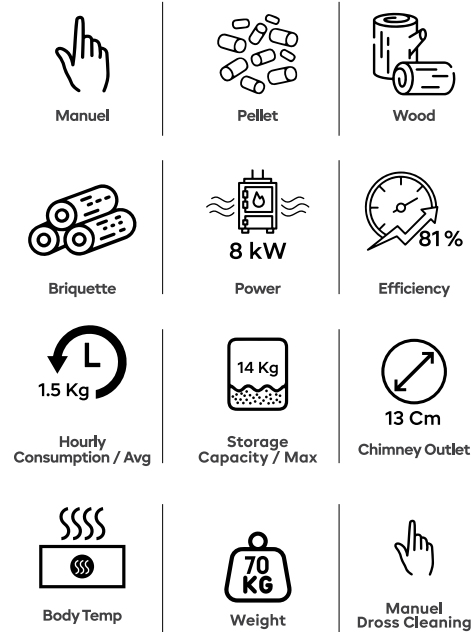 Manuel
Pellet
Wood
8 kW
81%
Briquette
Power
Efficiency
L
1.5 Kg
14 Kg
13 Cm
Hourly
Consumption / Avg
Storage
Capacity / Max
Chimney Outlet
70
KG
Body Temp
Weight
Manuel
Dross Cleaning